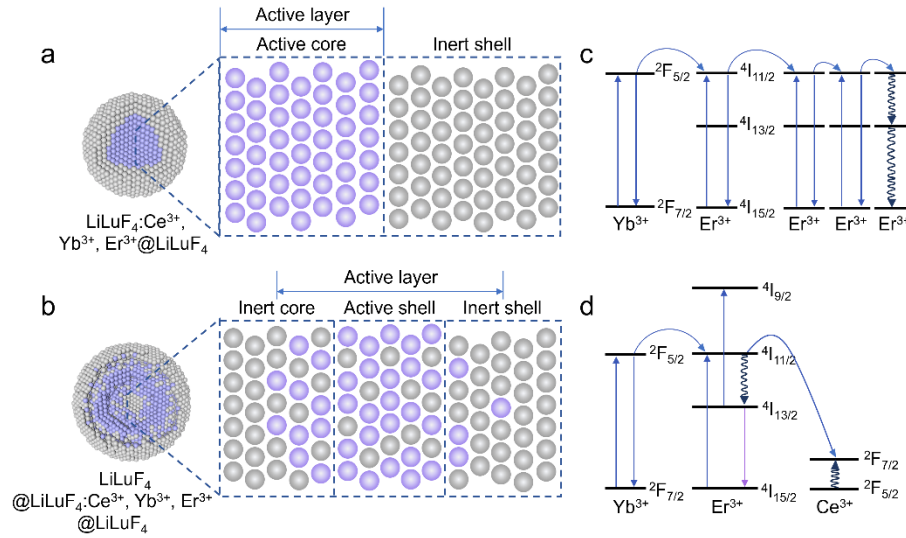 a
Active layer
Active core
Inert shell
LiLuF₄:Ce³⁺,
Yb³⁺, Er³⁺@LiLuF₄
b
Active layer
Inert core
Active shell
Inert shell
LiLuF₄
@LiLuF₄:Ce³⁺, Yb³⁺, Er³⁺
@LiLuF₄
c
²F₅/₂
⁴I₁₁/₂
⁴I₁₃/₂
²F₇/₂
⁴I₁₅/₂
Yb³⁺
Er³⁺
Er³⁺
Er³⁺
Er³⁺
d
⁴I₉/₂
²F₅/₂
⁴I₁₁/₂
⁴I₁₃/₂
²F₇/₂
²F₇/₂
⁴I₁₅/₂
²F₅/₂
Yb³⁺
Er³⁺
Ce³⁺